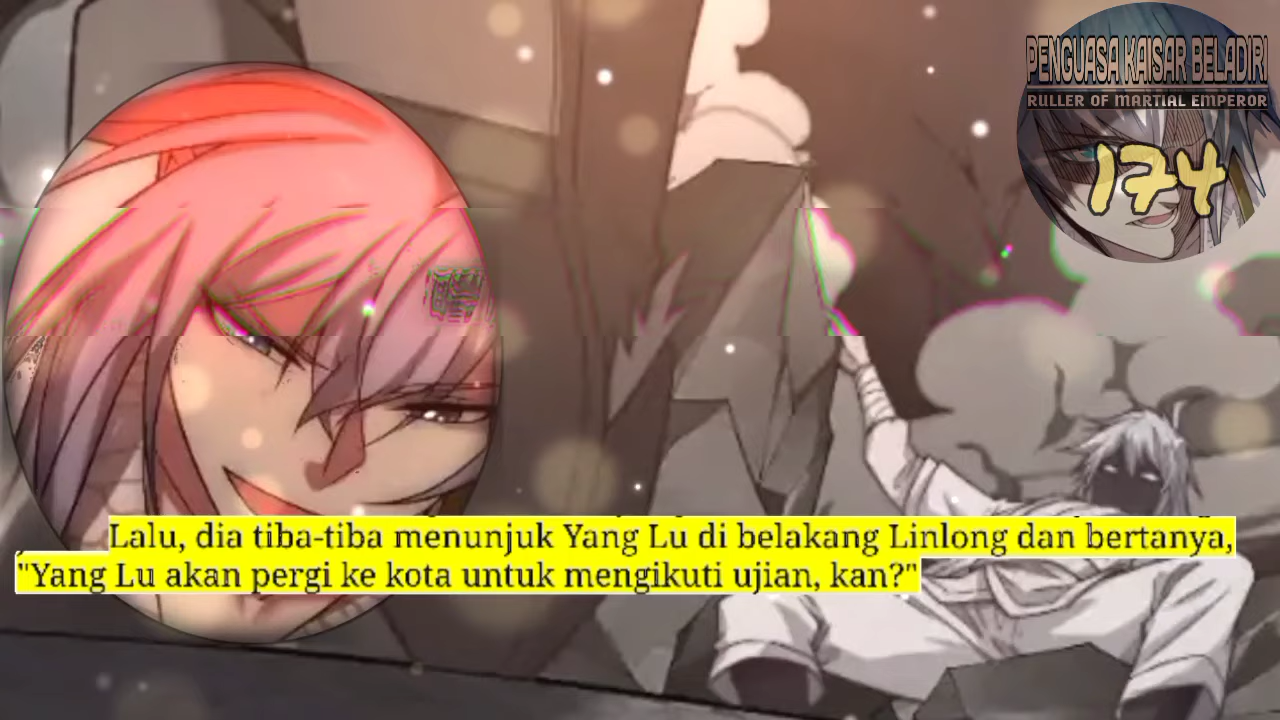 PENGUASA KAISAR BELADIRI
RULLER OF MARTIAL EMPEROR
174
Lalu, dia tiba-tiba menunjuk Yang Lu di belakang Linlong dan bertanya,
"Yang Lu akan pergi ke kota untuk mengikuti ujian, kan?"